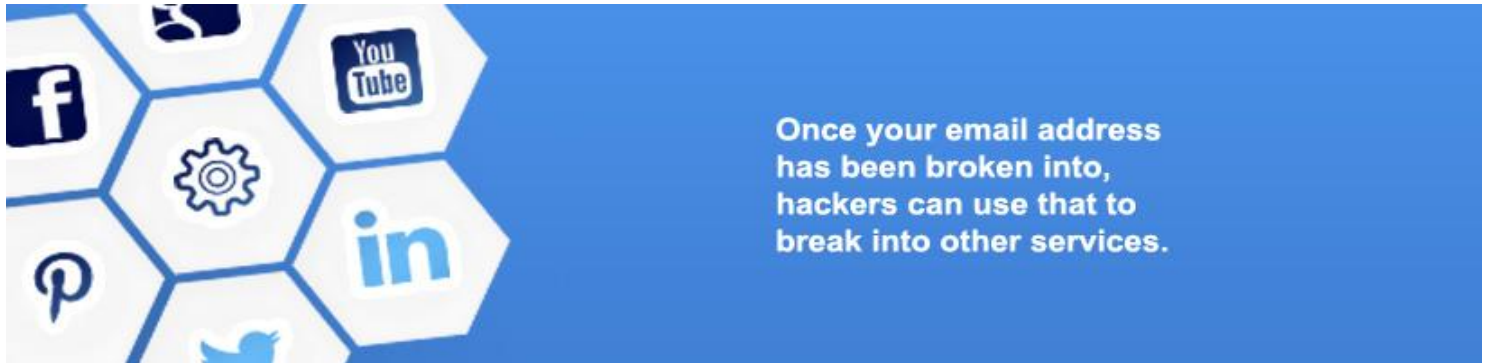 You
Tube
f
in
Once your email address
has been broken into,
hackers can use that to
break into other services.